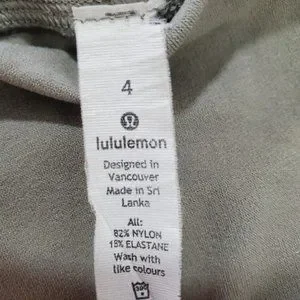 4
lululemon
Designed in
Vancouver
Made in Sri
Lanka
All:
82% NYLON
18% ELASTANE
Wash with
like colours